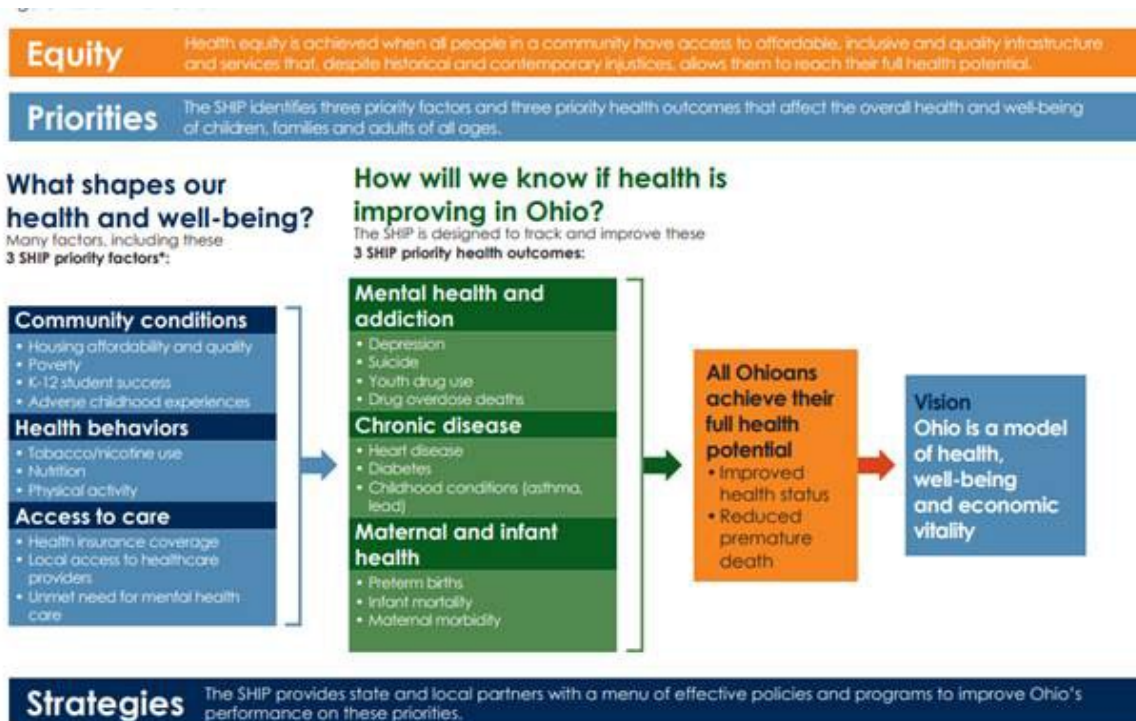 Equity
Health equity is achieved when all people in a community have access to affordable, inclusive and quality infrastructure
and services that, despite historical and contemporary injustices, allows them to reach their full health potential.
Priorities
The SHIP identifies three priority factors and three priority health outcomes that affect the overall health and well-being
of children, families and adults of all ages.
What shapes our
health and well-being?
Many factors, including these
3 SHIP priority factors*:
Community conditions
• Housing affordability and quality
• Poverty
• K-12 student success
• Adverse childhood experiences
Health behaviors
• Tobacco/nicotine use
• Nutrition
• Physical activity
Access to care
• Health insurance coverage
• Local access to healthcare
providers
• Unmet need for mental health
care
How will we know if health is
improving in Ohio?
The SHIP is designed to track and improve these
3 SHIP priority health outcomes:
Mental health and
addiction
• Depression
• Suicide
• Youth drug use
• Drug overdose deaths
Chronic disease
• Heart disease
• Diabetes
• Childhood conditions (asthma,
lead)
Maternal and infant
health
• Preterm births
• Infant mortality
• Maternal morbidity
All Ohioans
achieve their
full health
potential
• Improved
health status
• Reduced
premature
death
Vision
Ohio is a model
of health,
well-being
and economic
vitality
Strategies
The SHIP provides state and local partners with a menu of effective policies and programs to improve Ohio's
performance on these priorities.